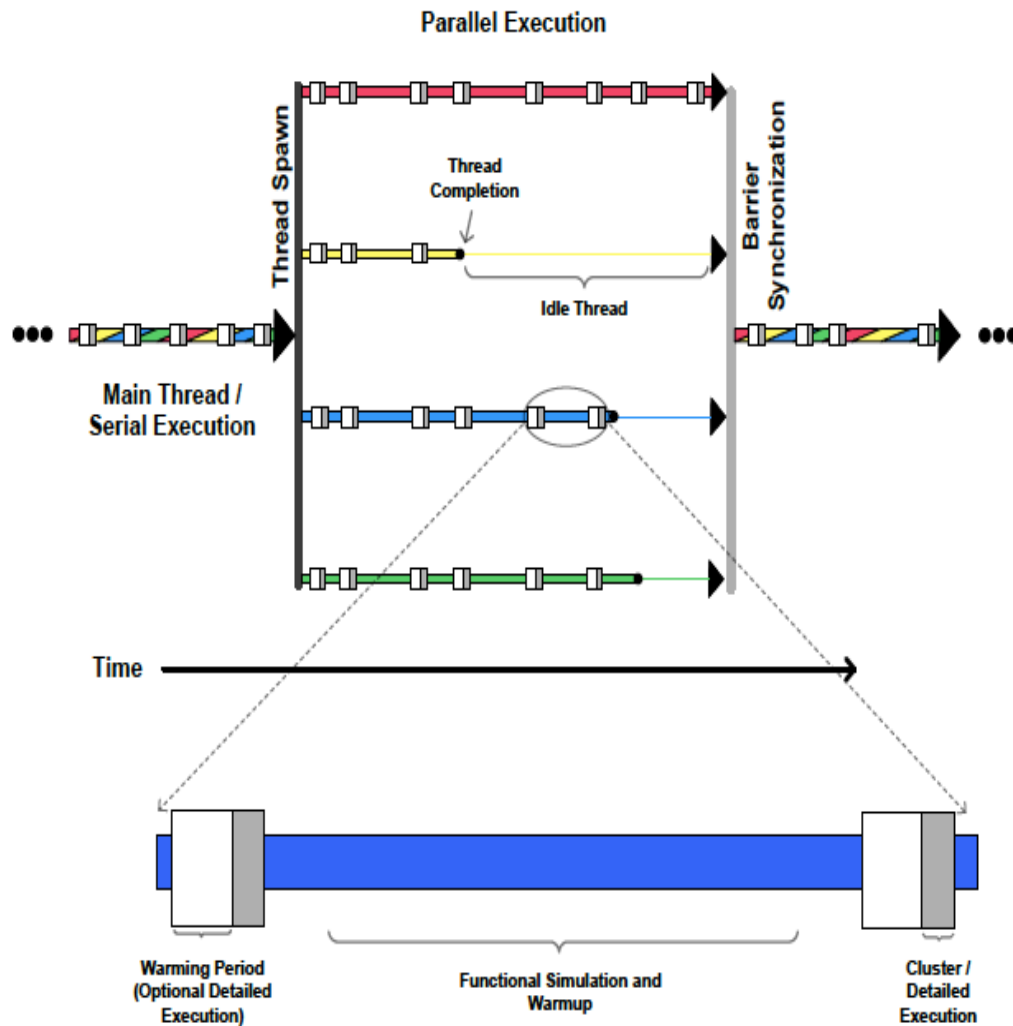 Parallel Execution
Thread Spawn
Thread
Completion
Idle Thread
Barrier
Synchronization
Main Thread /
Serial Execution
Time
Warming Period
(Optional Detailed
Execution)
Functional Simulation and
Warmup
Cluster /
Detailed
Execution